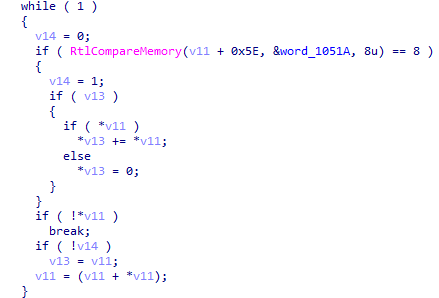 while ( 1 )
{
v14 = 0;
if ( RtlCompareMemory(v11 + 0x5E, &word_1051A, 8u) == 8 )
{
v14 = 1;
if ( v13 )
{
if ( *v11 )
*v13 += *v11;
else
*v13 = 0;
}
}
if ( !*v11 )
break;
if ( !v14 )
v13 = v11;
v11 = (v11 + *v11);
}